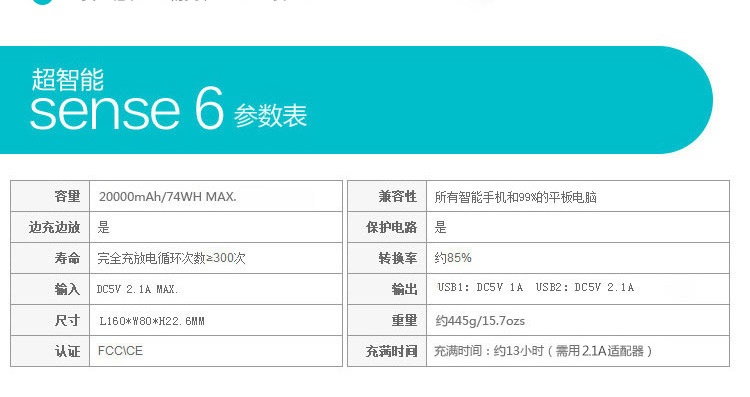 超智能
sense 6 参数表
容量 20000mAh/74WH MAX. 兼容性 所有智能手机和99%的平板电脑
边充边放 是 保护电路 是
寿命 完全充放电循环次数≥300次 转换率 约85%
输入 DC5V 2.1A MAX. 输出 USB1: DC5V 1A USB2: DC5V 2.1A
尺寸 L160*W80*H22.6MM 重量 约445g/15.7ozs
认证 FCC\CE 充满时间 充满时间：约13小时（需用2.1A适配器）